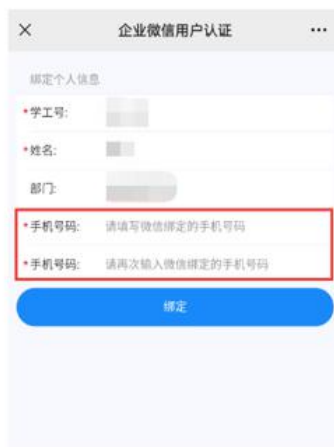 企业微信用户认证
绑定个人信息
*学工号:
*姓名:
部门:
*手机号码: 请填写微信绑定的手机号码
*手机号码: 请再次输入微信绑定的手机号码
绑定